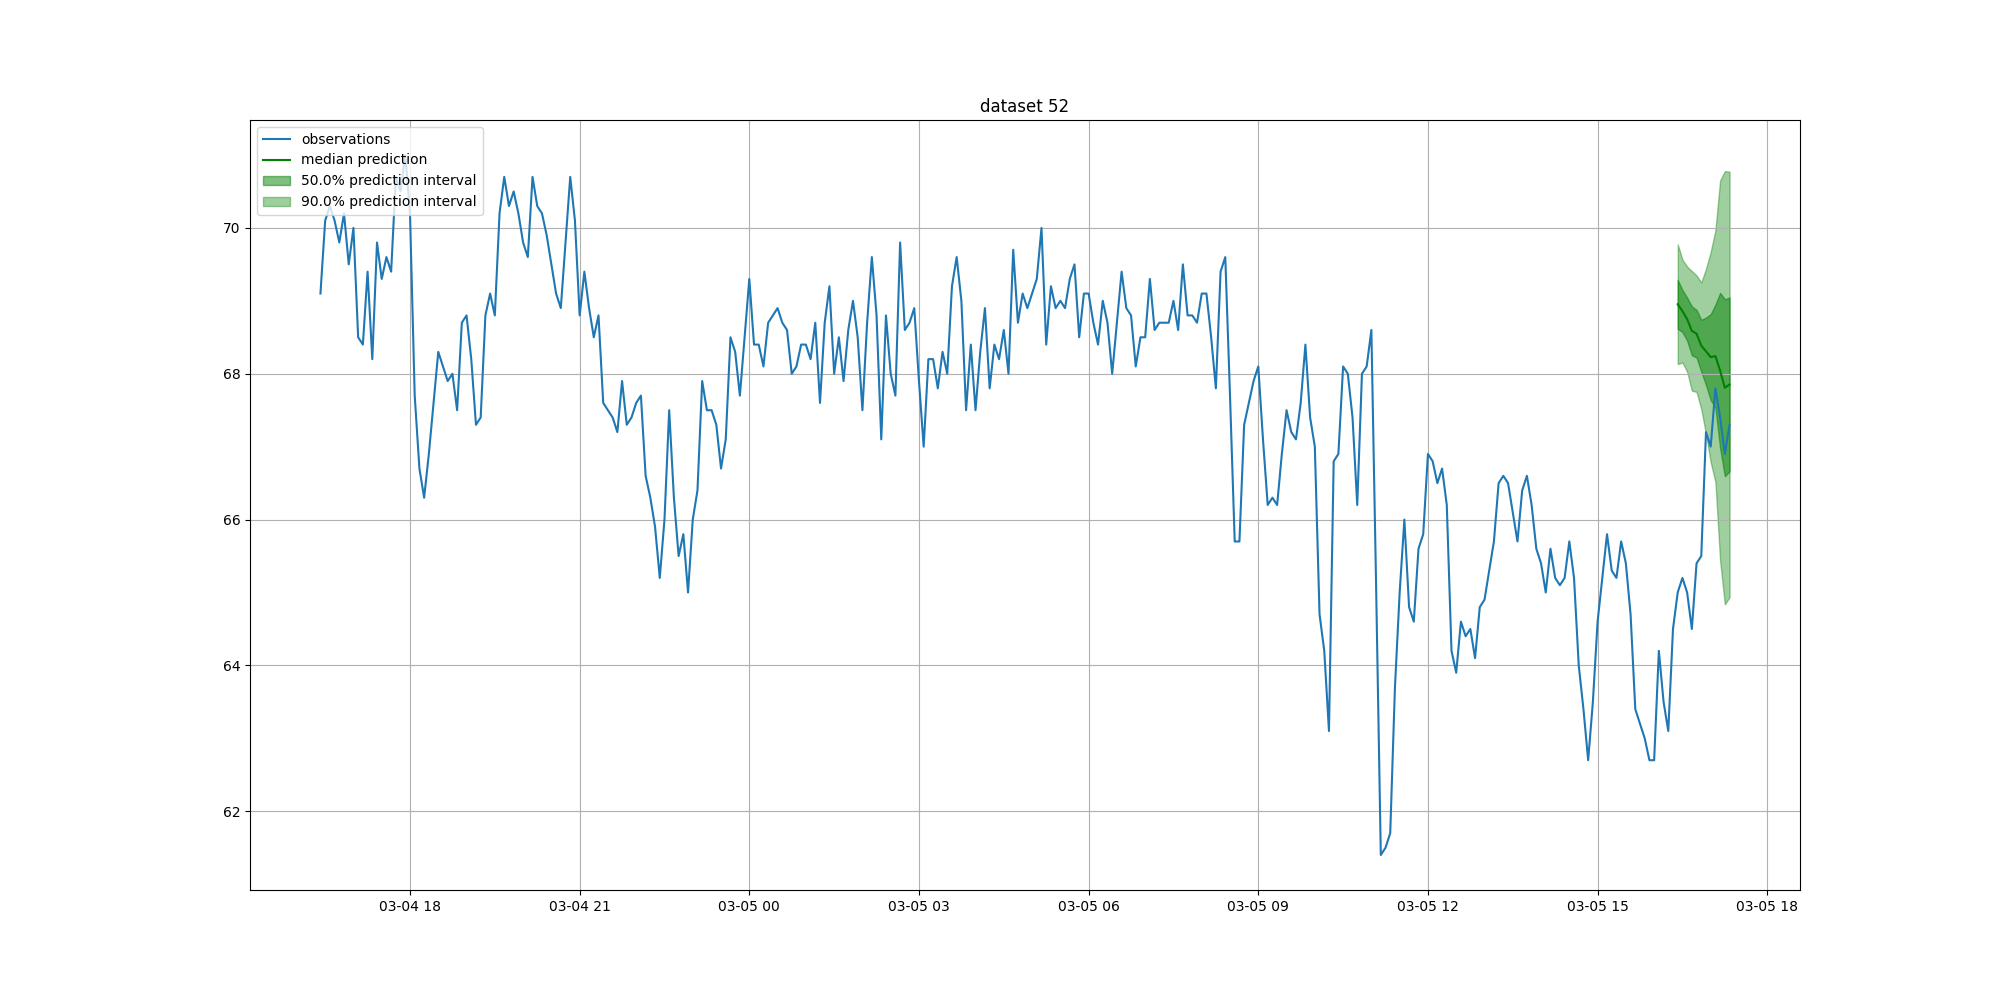 dataset 52
observations
median prediction
50.0% prediction interval
90.0% prediction interval
70
68
66
64
62
03-04 18
03-04 21
03-05 00
03-05 03
03-05 06
03-05 09
03-05 12
03-05 15
03-05 18